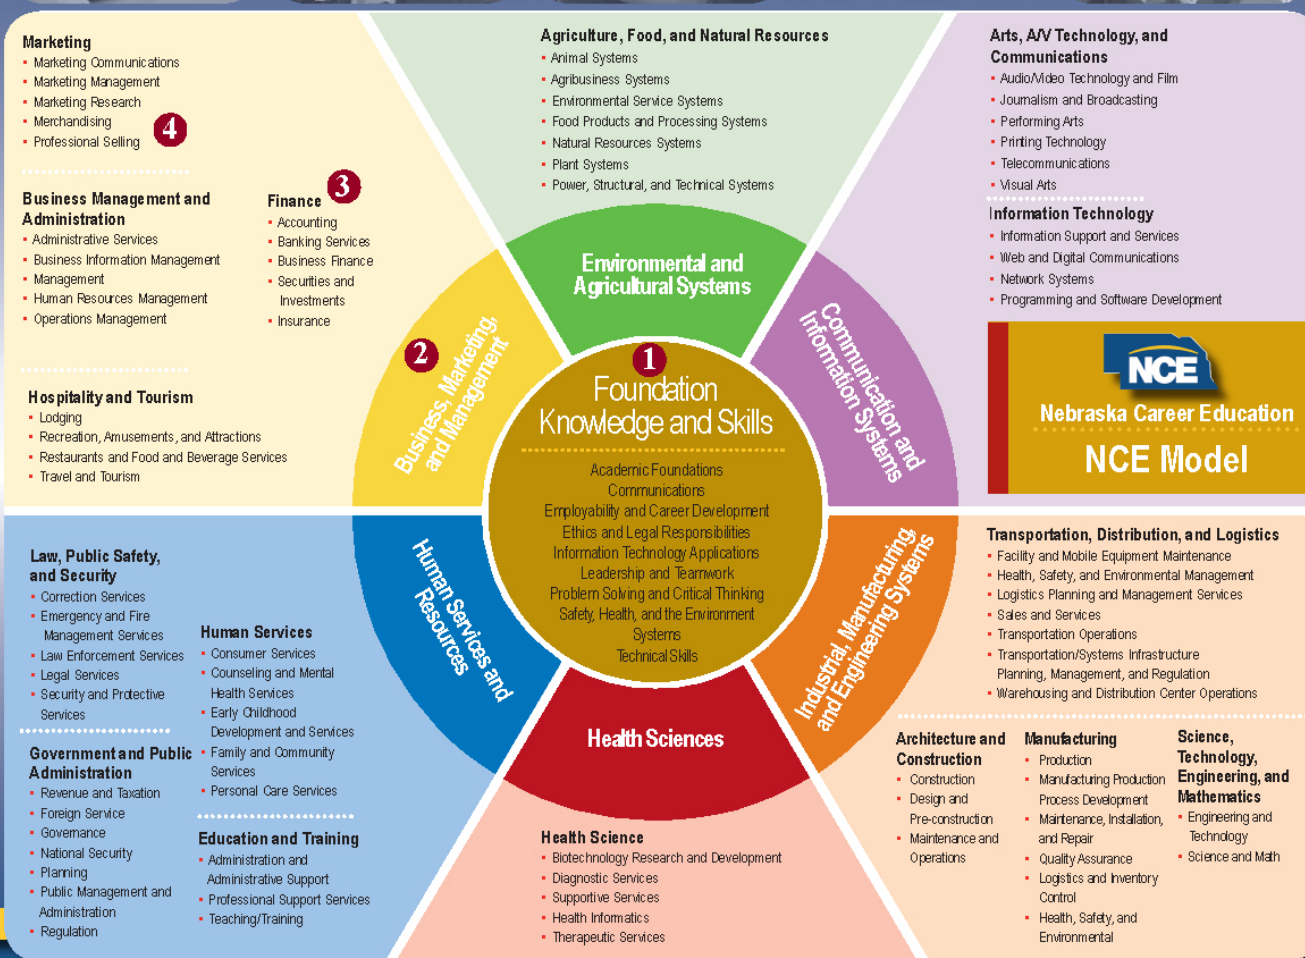 Marketing
▪ Marketing Communications
▪ Marketing Management
▪ Marketing Research
▪ Merchandising
▪ Professional Selling
4
Business Management and
Administration
▪ Administrative Services
▪ Business Information Management
▪ Management
▪ Human Resources Management
▪ Operations Management
3
Finance
▪ Accounting
▪ Banking Services
▪ Business Finance
▪ Securities and
Investments
▪ Insurance
Hospitality and Tourism
▪ Lodging
▪ Recreation, Amusements, and Attractions
▪ Restaurants and Food and Beverage Services
▪ Travel and Tourism
2
Business, Marketing,
and Management
Agriculture, Food, and Natural Resources
▪ Animal Systems
▪ Agribusiness Systems
▪ Environmental Service Systems
▪ Food Products and Processing Systems
▪ Natural Resources Systems
▪ Plant Systems
▪ Power, Structural, and Technical Systems
Environmental and
Agricultural Systems
Arts, A/V Technology, and
Communications
▪ Audio/Video Technology and Film
▪ Journalism and Broadcasting
▪ Performing Arts
▪ Printing Technology
▪ Telecommunications
▪ Visual Arts
Information Technology
▪ Information Support and Services
▪ Web and Digital Communications
▪ Network Systems
▪ Programming and Software Development
Communication and
Information Systems
NCE
Nebraska Career Education
NCE Model
1
Foundation
Knowledge and Skills
Academic Foundations
Communications
Employability and Career Development
Ethics and Legal Responsibilities
Information Technology Applications
Leadership and Teamwork
Problem Solving and Critical Thinking
Safety, Health, and the Environment
Systems
Technical Skills
Law, Public Safety,
and Security
▪ Correction Services
▪ Emergency and Fire
Management Services
▪ Law Enforcement Services
▪ Legal Services
▪ Security and Protective
Services
Government and Public
Administration
▪ Revenue and Taxation
▪ Foreign Service
▪ Governance
▪ National Security
▪ Planning
▪ Public Management and
Administration
▪ Regulation
Human Services
▪ Consumer Services
▪ Counseling and Mental
Health Services
▪ Early Childhood
Development and Services
▪ Family and Community
Services
▪ Personal Care Services
Education and Training
▪ Administration and
Administrative Support
▪ Professional Support Services
▪ Teaching/Training
Human Services and
Resources
Health Sciences
Health Science
▪ Biotechnology Research and Development
▪ Diagnostic Services
▪ Supportive Services
▪ Health Informatics
▪ Therapeutic Services
Industrial, Manufacturing,
and Engineering Systems
Transportation, Distribution, and Logistics
▪ Facility and Mobile Equipment Maintenance
▪ Health, Safety, and Environmental Management
▪ Logistics Planning and Management Services
▪ Sales and Services
▪ Transportation Operations
▪ Transportation/Systems Infrastructure
Planning, Management, and Regulation
▪ Warehousing and Distribution Center Operations
Architecture and
Construction
▪ Construction
▪ Design and
Pre-construction
▪ Maintenance and
Operations
Manufacturing
▪ Production
▪ Manufacturing Production
Process Development
▪ Maintenance, Installation,
and Repair
▪ Quality Assurance
▪ Logistics and Inventory
Control
▪ Health, Safety, and
Environmental
Science,
Technology,
Engineering, and
Mathematics
▪ Engineering and
Technology
▪ Science and Math